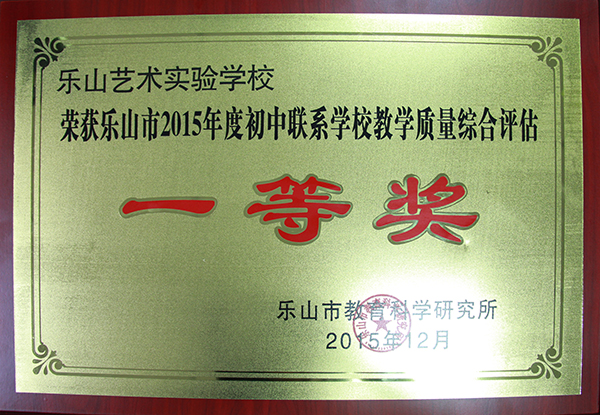 乐山艺术实验学校
荣获乐山市2015年度初中联系学校教学质量综合评估
一等奖
乐山市教育科学研究所
2015年12月